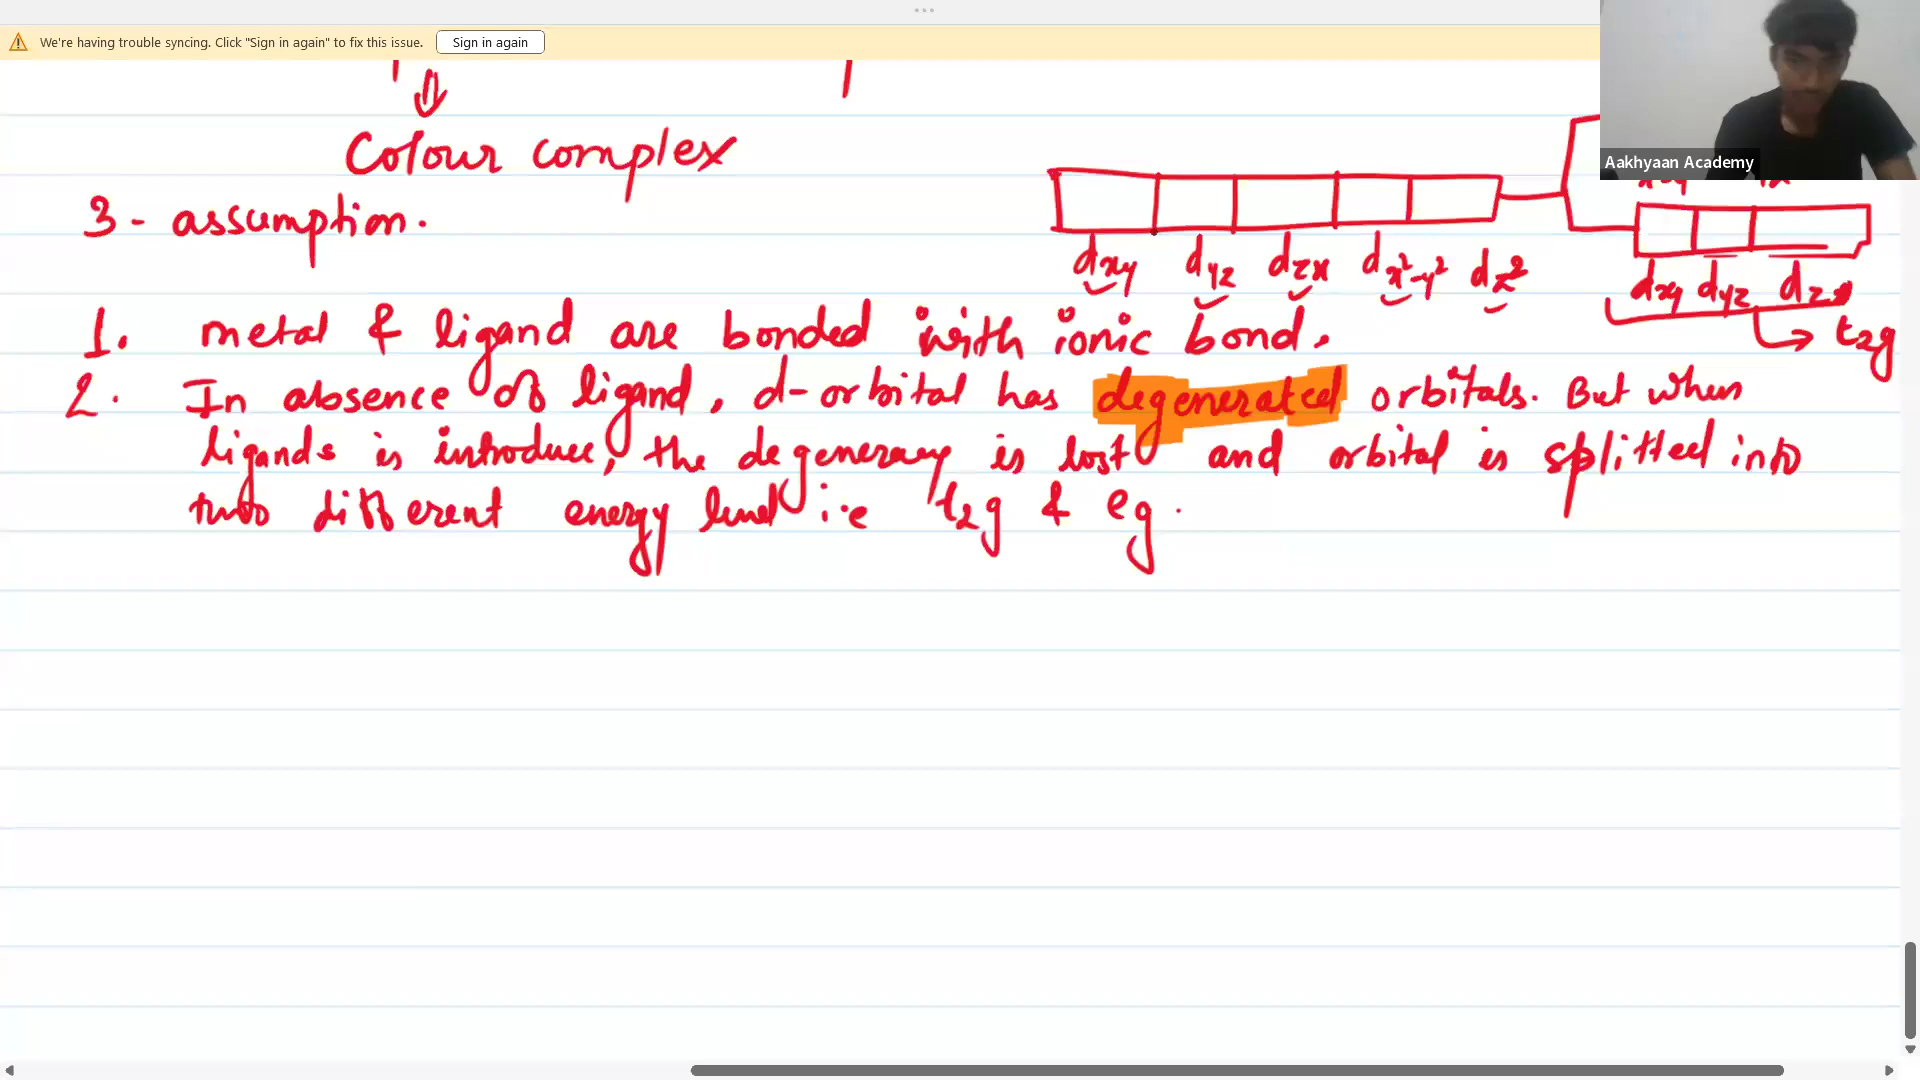 We're having trouble syncing. Click "Sign in again" to fix this issue. Sign in again
Aakhyaan Academy
Colour complex
3 - assumption.
dxy dyz dzx dx²-y² dz²
dxy dyz dzx
t2g
1. metal & ligand are bonded with ionic bond.
2. In absence of ligand, d-orbital has degenerated orbitals. But when
ligands is introduce, the degeneracy is lost and orbital is splitted into
two different energy level i.e t2g & eg.